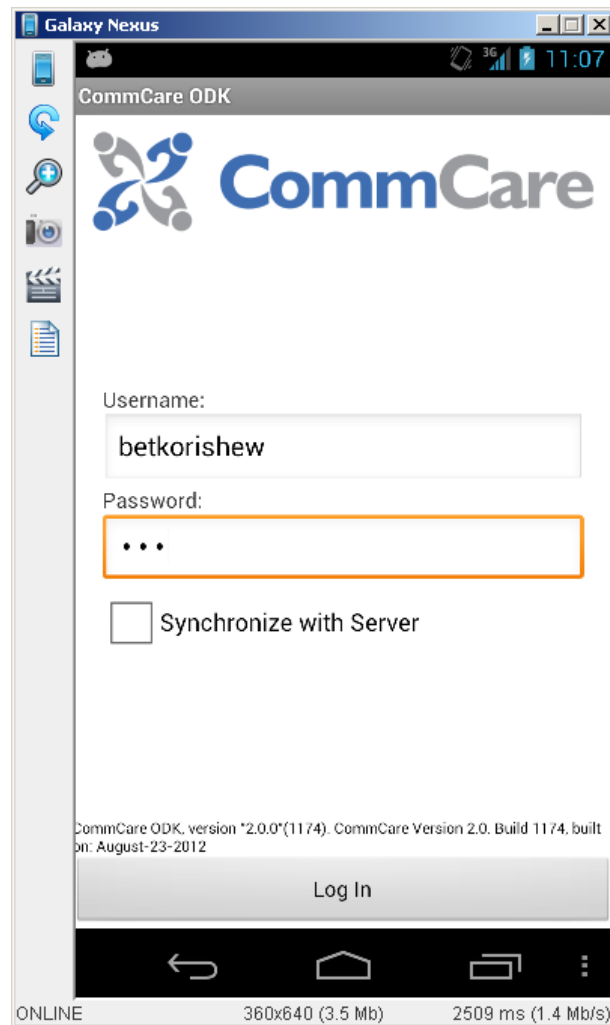 Galaxy Nexus
3G 11:07
CommCare ODK
CommCare
Username:
betkorishew
Password:
•••
Synchronize with Server
CommCare ODK, version "2.0.0"(1174). CommCare Version 2.0. Build 1174, built
on: August-23-2012
Log In
ONLINE 360x640 (3.5 Mb) 2509 ms (1.4 Mb/s)